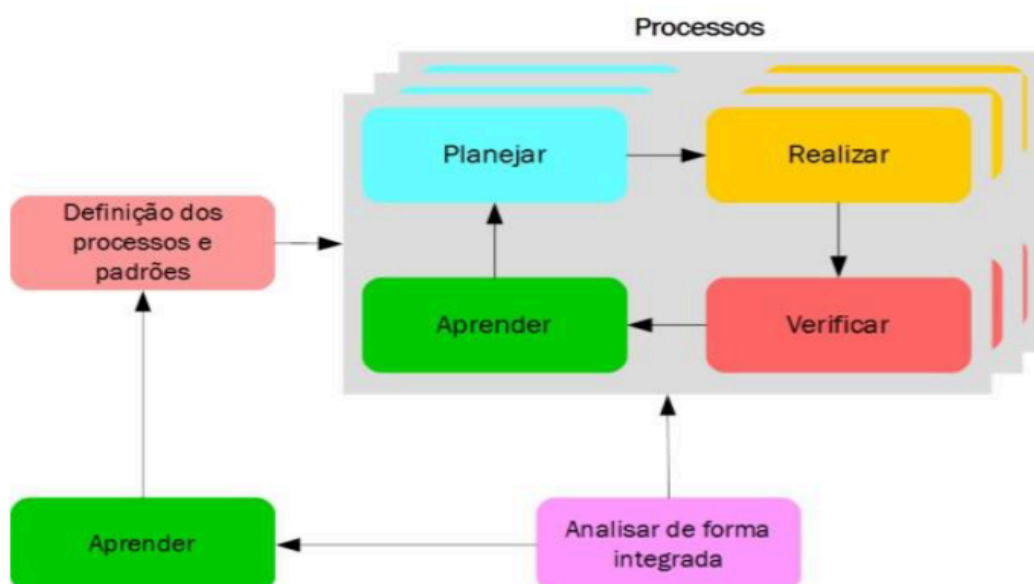 Processos
Planejar
Realizar
Definição dos
processos e
padrões
Aprender
Verificar
Aprender
Analisar de forma
integrada